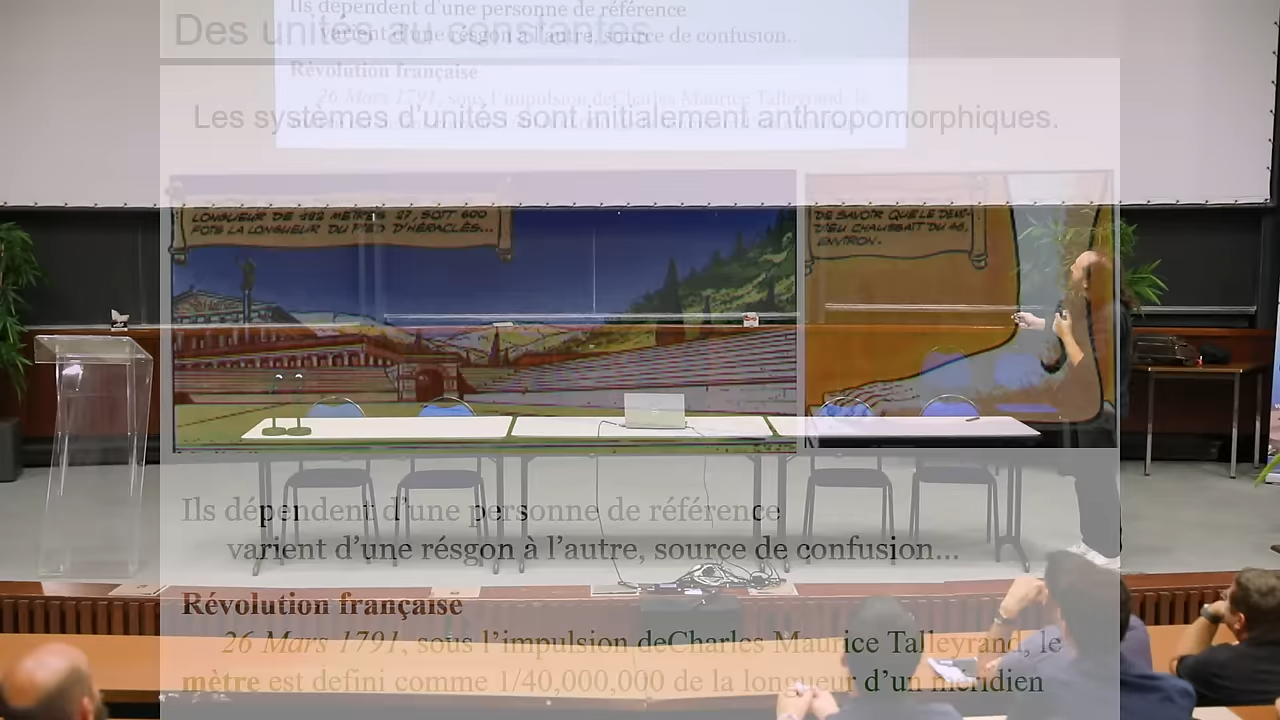 Ils dépendent d'une personne de référence
Des unités au constantes
varient d'une résgon à l'autre, source de confusion..
Révolution française
26 Mars 1791, sous l'impulsion deCharles Maurice Talleyrand, le
Les systèmes d'unités sont initialement anthropomorphiques.
LONGUEUR DE 192 METRES 27, SOIT 600
FOIS LA LONGUEUR DU PIED D'HÉRACLÈS...
DE SAVOIR QUE LE DEMI-
DIEU CHAUSSAIT DU 46,
ENVIRON.
Ils dépendent d'une personne de référence
varient d'une résgon à l'autre, source de confusion...
Révolution française
26 Mars 1791, sous l'impulsion deCharles Maurice Talleyrand, le
mètre est defini comme 1/40,000,000 de la longueur d'un meridien